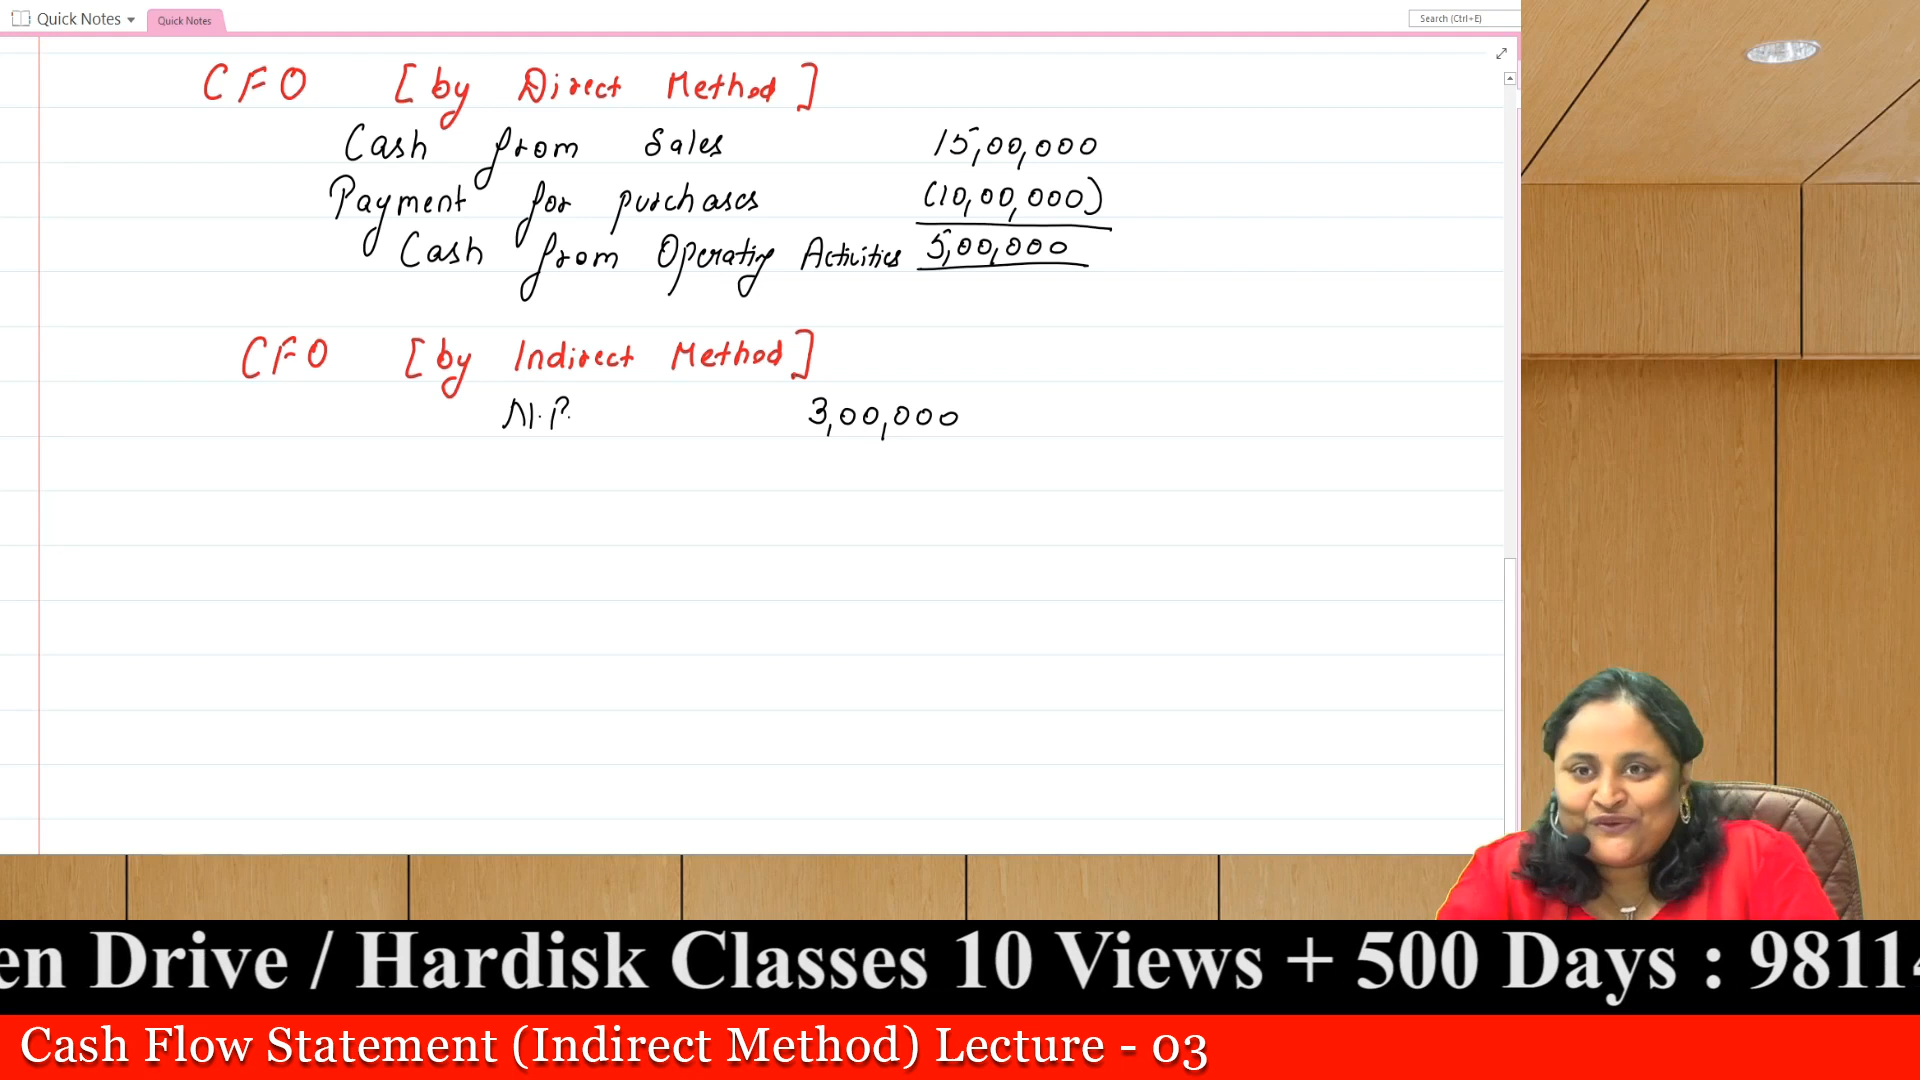 Quick Notes
Quick Notes
Search (Ctrl+E)
CFO [by Direct Method]
Cash from Sales 15,00,000
Payment for purchases (10,00,000)
Cash from Operating Activities 5,00,000
CFO [by Indirect Method]
N.P. 3,00,000
en Drive / Hardisk Classes 10 Views + 500 Days : 9811
Cash Flow Statement (Indirect Method) Lecture - 03